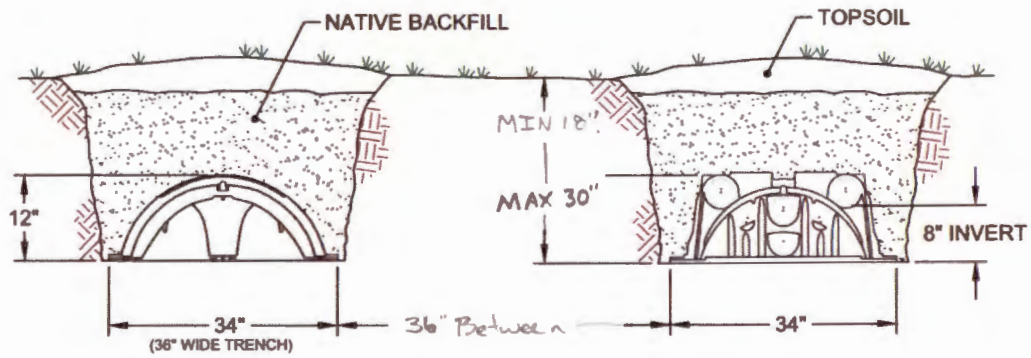 NATIVE BACKFILL
TOPSOIL
MIN 18"
MAX 30"
12"
8" INVERT
34"
(36" WIDE TRENCH)
36" Between
34"